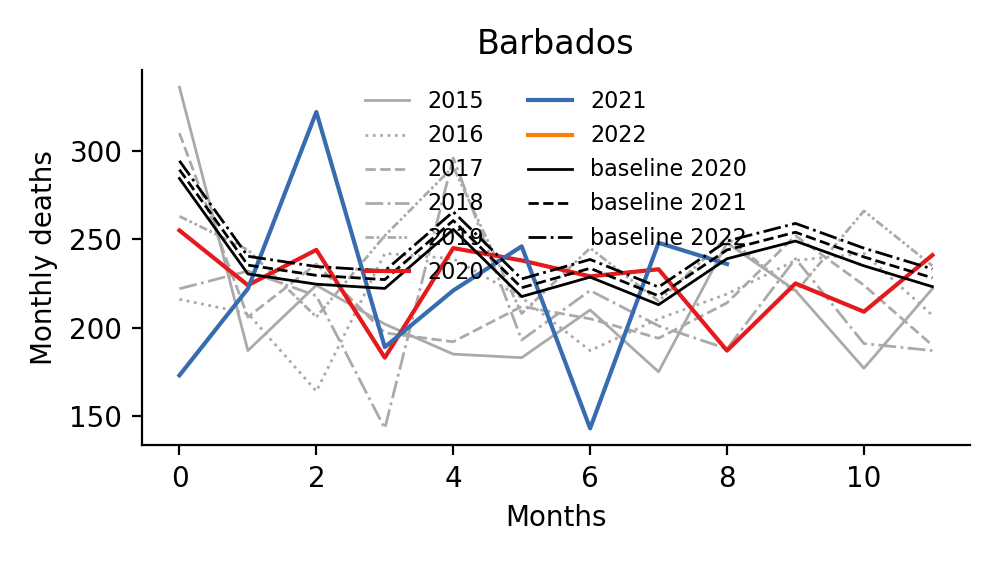 Barbados
Monthly deaths
300
250
200
150
2015
2016
2017
2018
2019
2020
2021
2022
baseline 2020
baseline 2021
baseline 2022
0 2 4 6 8 10
Months